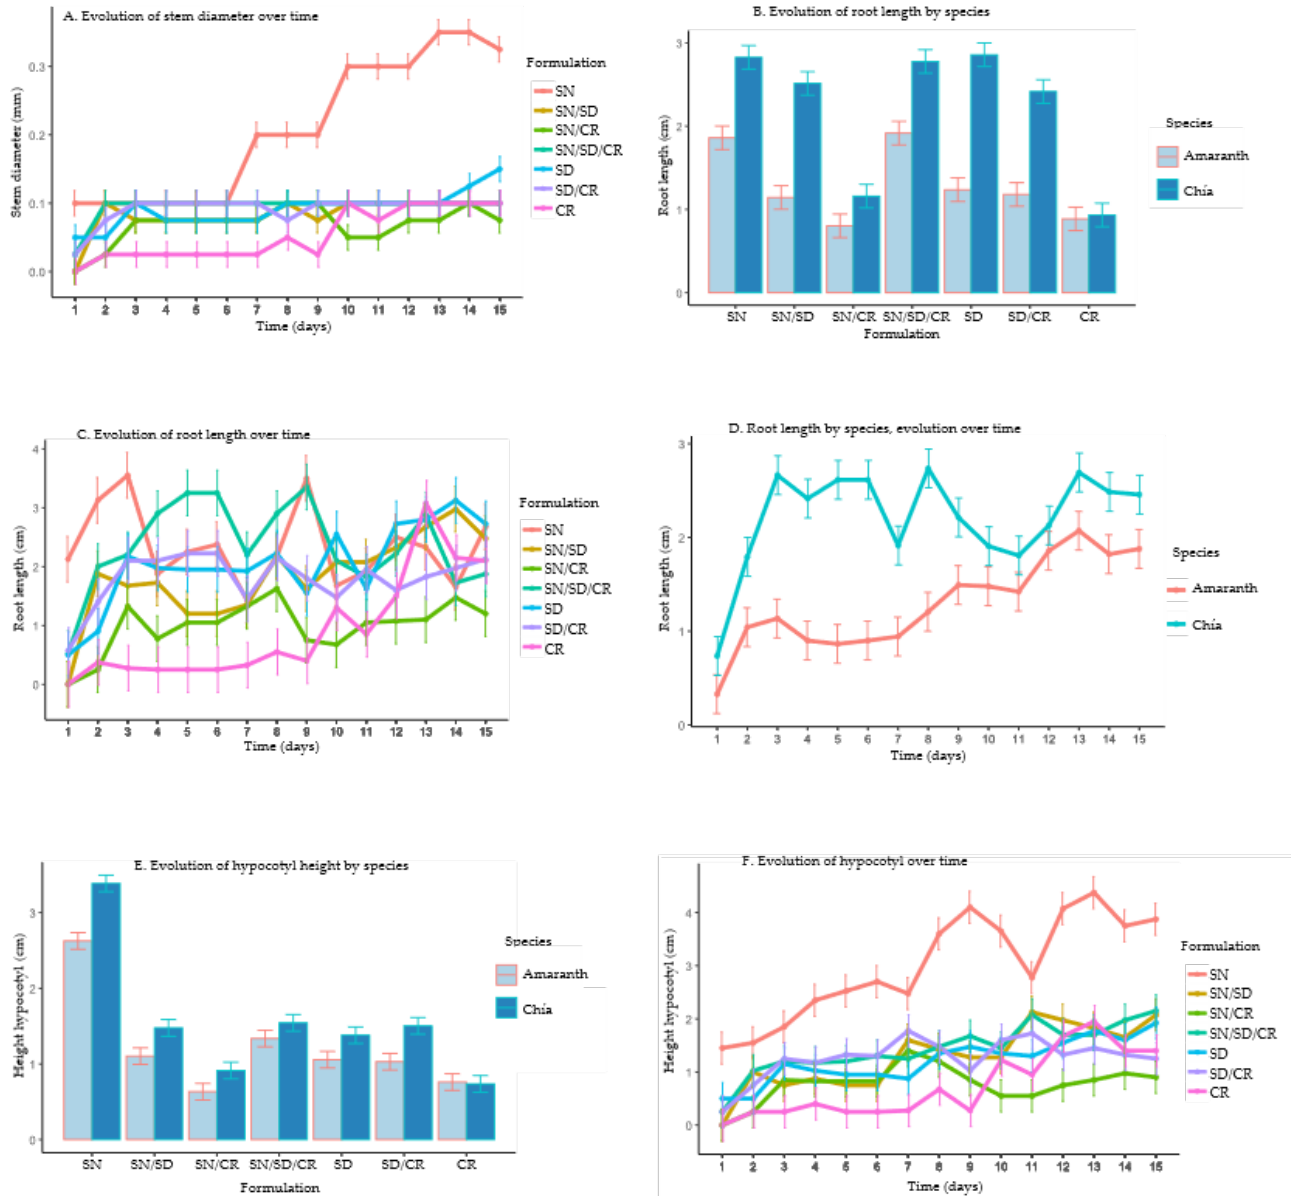 A. Evolution of stem diameter over time
Stem diameter (mm)
0.3
0.2
0.1
0.0
1 2 3 4 5 6 7 8 9 10 11 12 13 14 15
Time (days)
Formulation
SN
SN/SD
SN/CR
SN/SD/CR
SD
SD/CR
CR
B. Evolution of root length by species
Root length (cm)
3
2
1
0
SN SN/SD SN/CR SN/SD/CR SD SD/CR CR
Formulation
Species
Amaranth
Chía
C. Evolution of root length over time
Root length (cm)
4
3
2
1
0
1 2 3 4 5 6 7 8 9 10 11 12 13 14 15
Time (days)
Formulation
SN
SN/SD
SN/CR
SN/SD/CR
SD
SD/CR
CR
D. Root length by species, evolution over time
Root length (cm)
3
2
1
0
1 2 3 4 5 6 7 8 9 10 11 12 13 14 15
Time (days)
Species
Amaranth
Chía
E. Evolution of hypocotyl height by species
Height hypocotyl (cm)
3
2
1
0
SN SN/SD SN/CR SN/SD/CR SD SD/CR CR
Formulation
Species
Amaranth
Chía
F. Evolution of hypocotyl over time
Height hypocotyl (cm)
4
3
2
1
0
1 2 3 4 5 6 7 8 9 10 11 12 13 14 15
Time (days)
Formulation
SN
SN/SD
SN/CR
SN/SD/CR
SD
SD/CR
CR